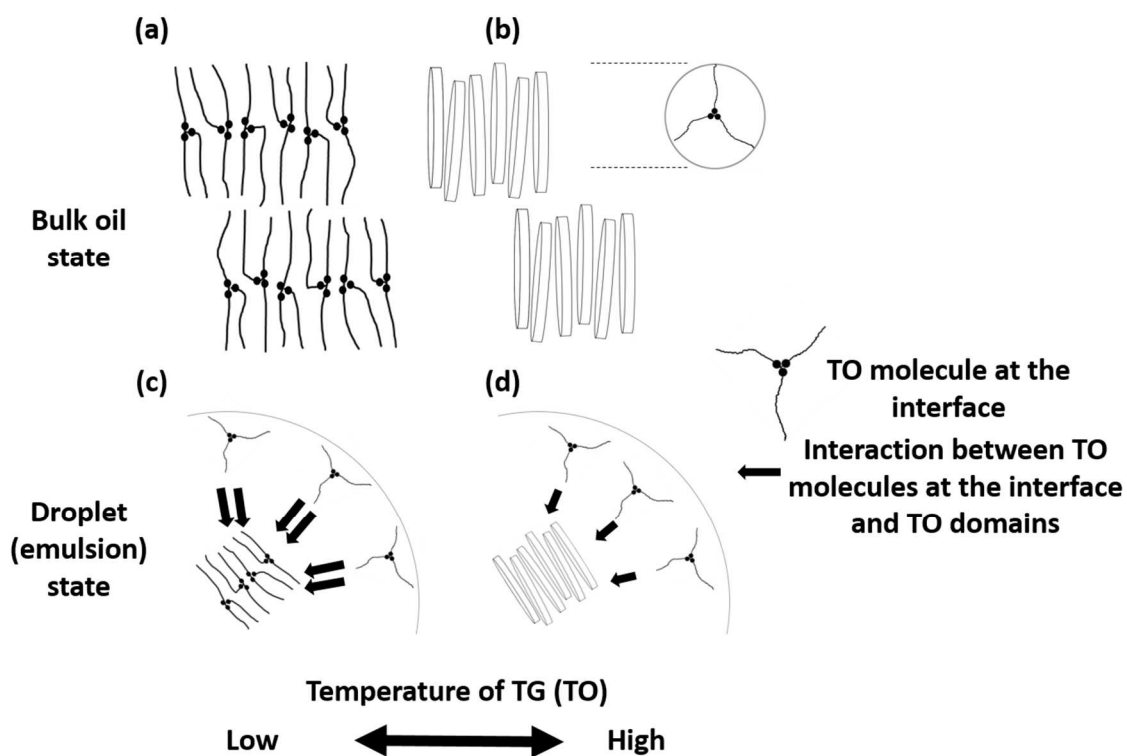 (a)
(b)
Bulk oil
state
(c)
(d)
TO molecule at the
interface
Interaction between TO
molecules at the interface
and TO domains
Droplet
(emulsion)
state
Temperature of TG (TO)
Low
High